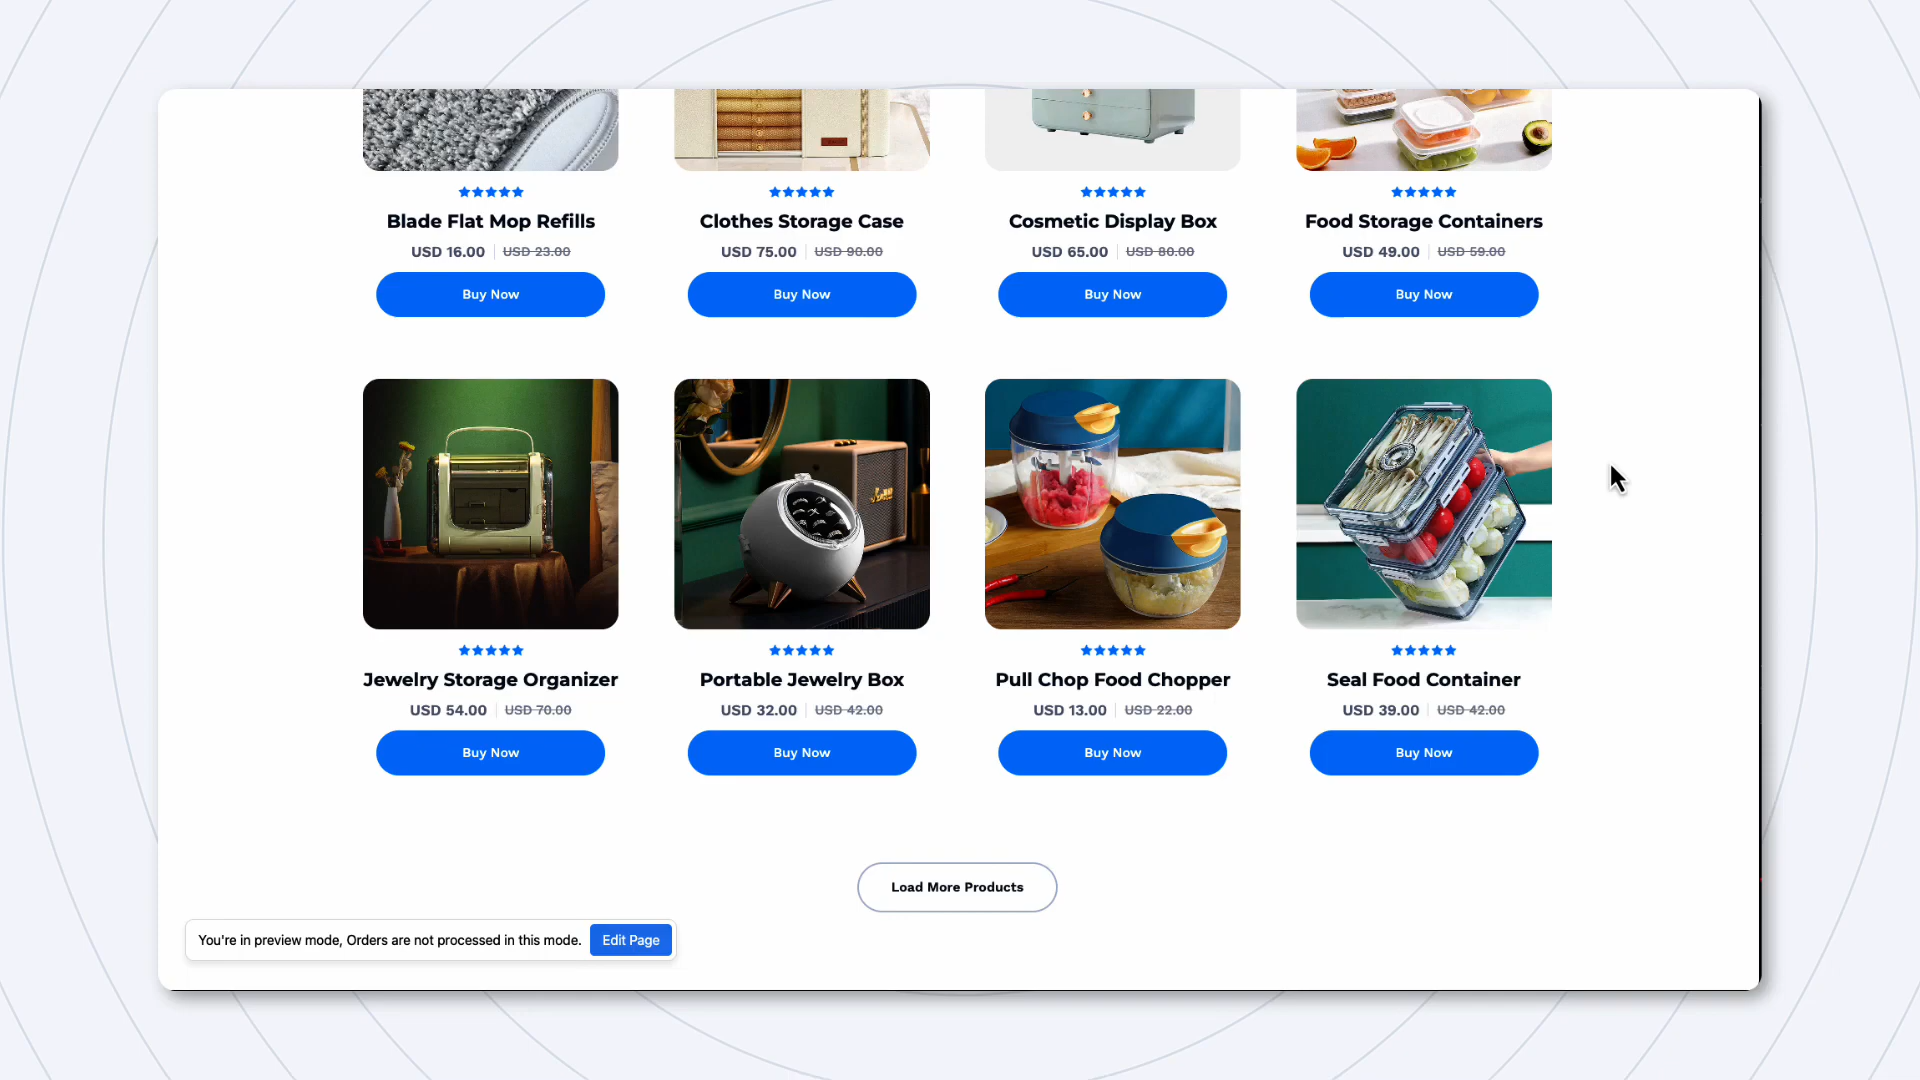 Blade Flat Mop Refills
USD 16.00 USD 23.00
Buy Now
Clothes Storage Case
USD 75.00 USD 90.00
Buy Now
Cosmetic Display Box
USD 65.00 USD 80.00
Buy Now
Food Storage Containers
USD 49.00 USD 59.00
Buy Now
Jewelry Storage Organizer
USD 54.00 USD 70.00
Buy Now
Portable Jewelry Box
USD 32.00 USD 42.00
Buy Now
Pull Chop Food Chopper
USD 13.00 USD 22.00
Buy Now
Seal Food Container
USD 39.00 USD 42.00
Buy Now
Load More Products
You're in preview mode, Orders are not processed in this mode. Edit Page